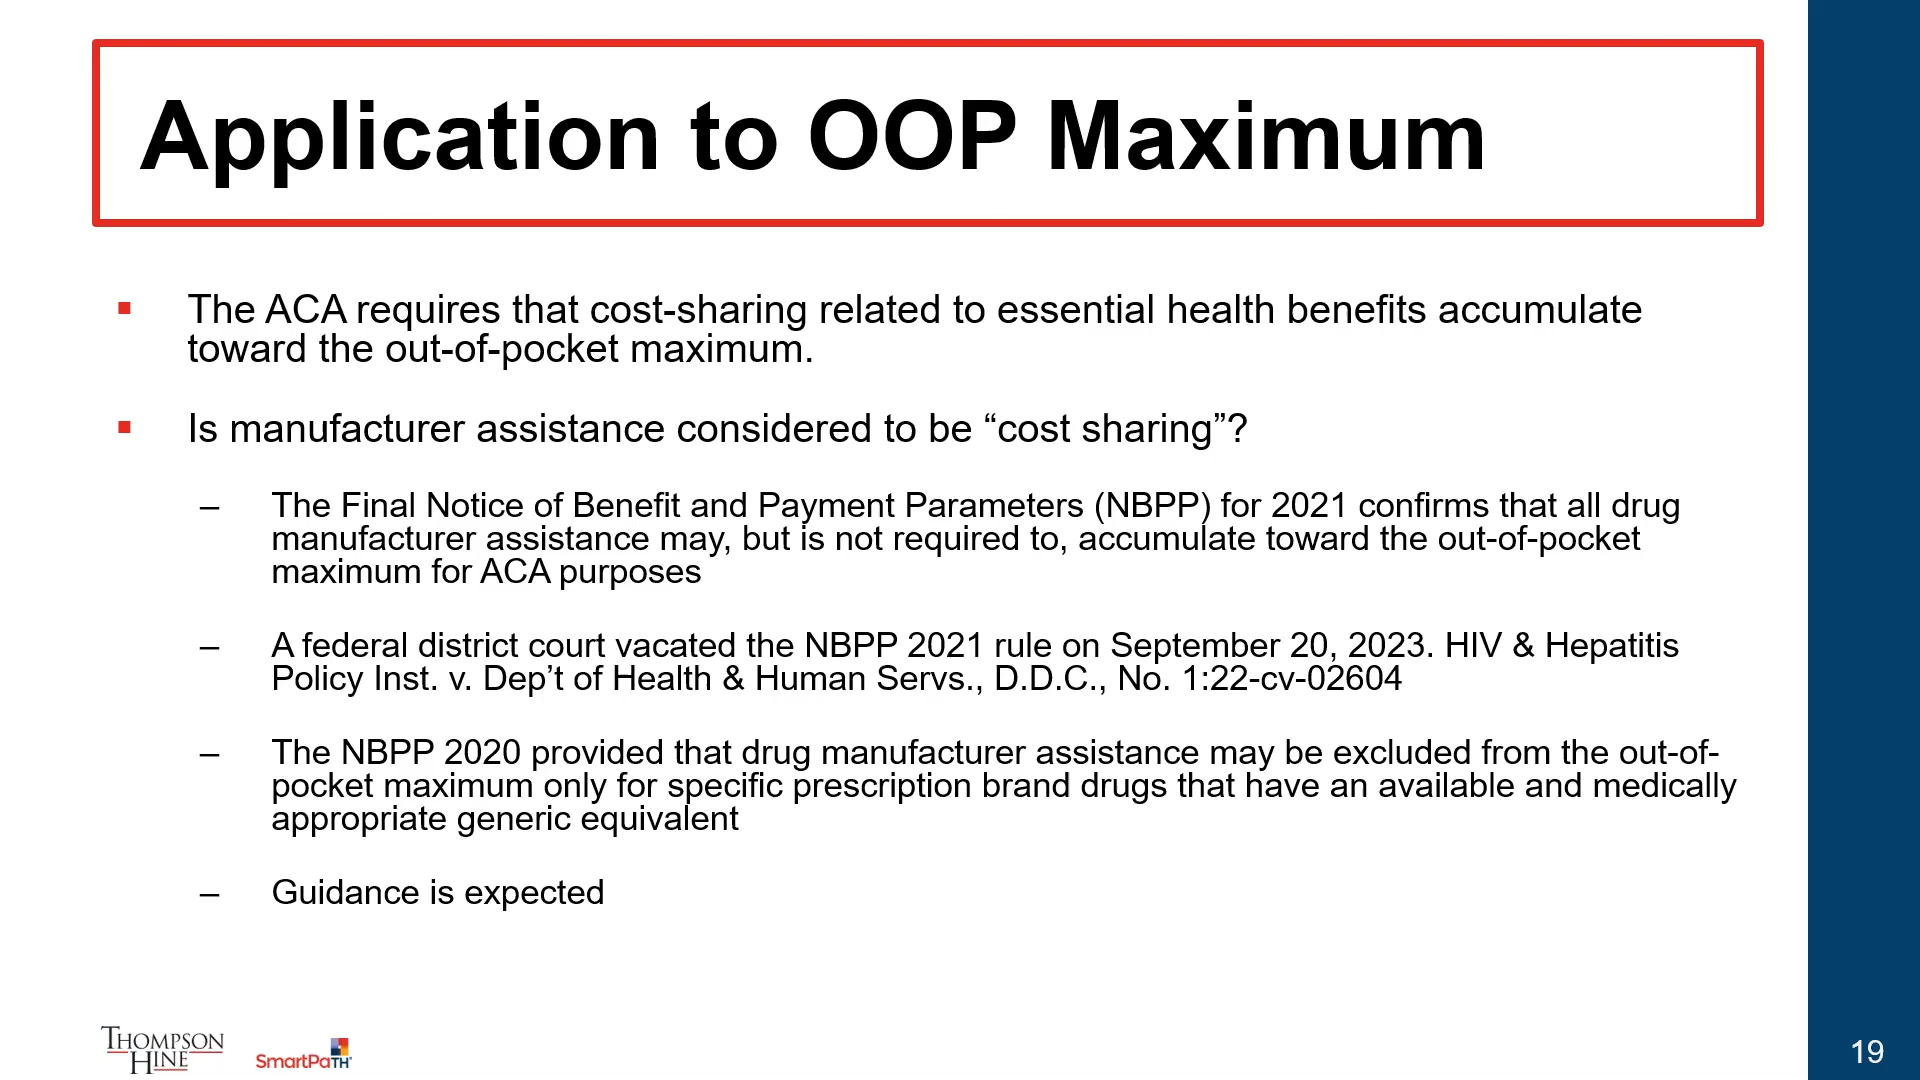 Application to OOP Maximum
▪ The ACA requires that cost-sharing related to essential health benefits accumulate
toward the out-of-pocket maximum.
▪ Is manufacturer assistance considered to be “cost sharing”?
– The Final Notice of Benefit and Payment Parameters (NBPP) for 2021 confirms that all drug
manufacturer assistance may, but is not required to, accumulate toward the out-of-pocket
maximum for ACA purposes
– A federal district court vacated the NBPP 2021 rule on September 20, 2023. HIV & Hepatitis
Policy Inst. v. Dep’t of Health & Human Servs., D.D.C., No. 1:22-cv-02604
– The NBPP 2020 provided that drug manufacturer assistance may be excluded from the out-of-
pocket maximum only for specific prescription brand drugs that have an available and medically
appropriate generic equivalent
– Guidance is expected
THOMPSON
HINE
SmartPaTH
19